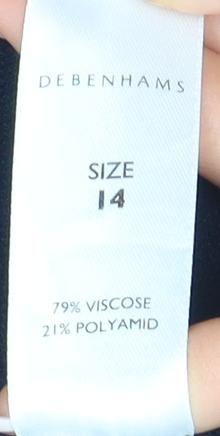 DEBENHAMS
SIZE
14
79% VISCOSE
21% POLYAMID